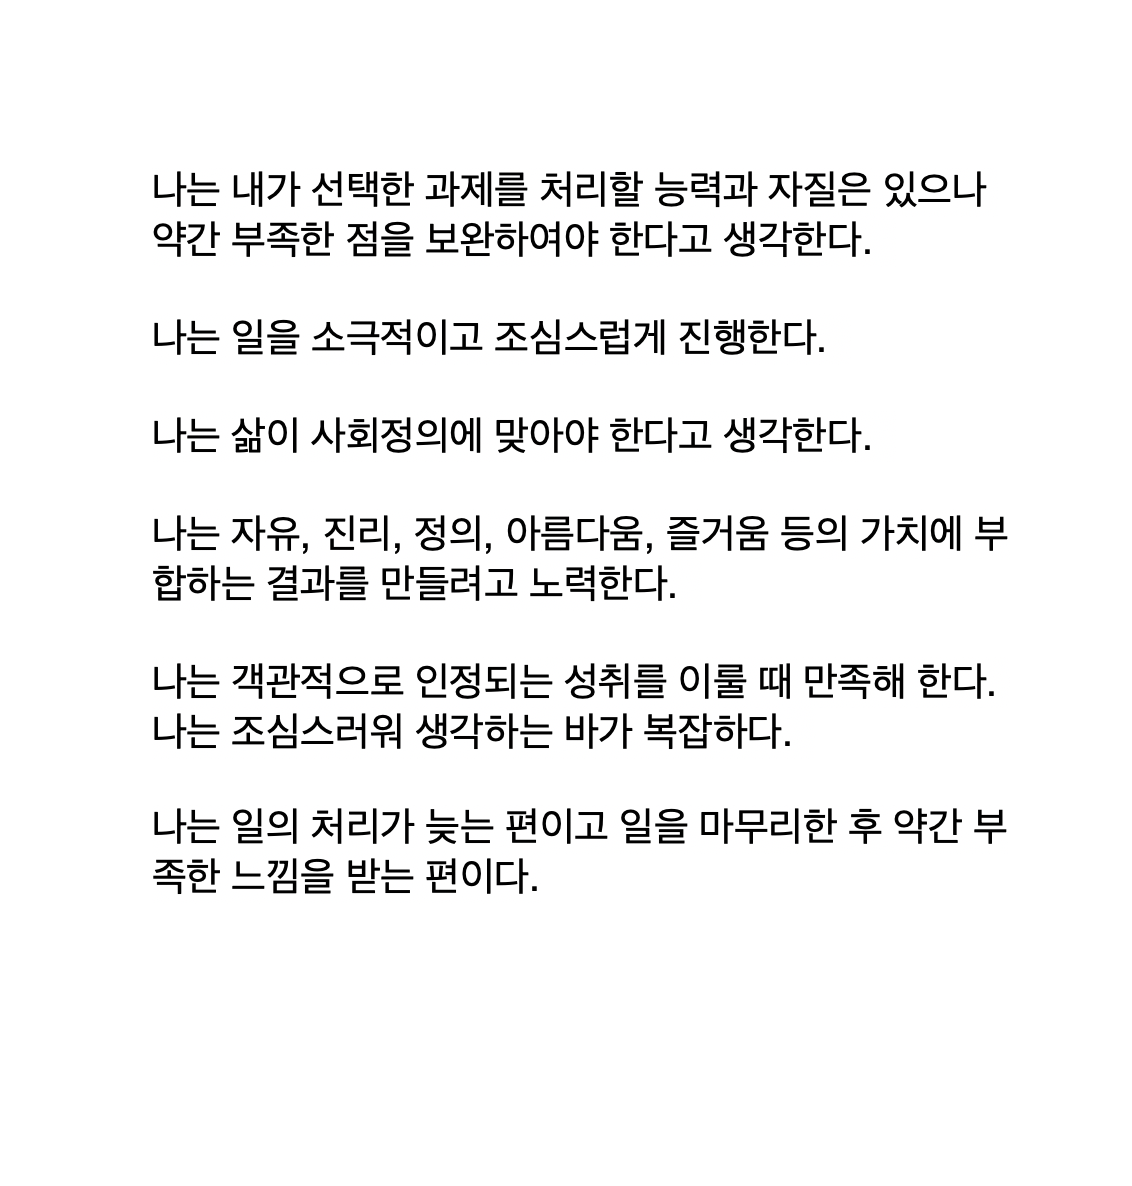 나는 내가 선택한 과제를 처리할 능력과 자질은 있으나
약간 부족한 점을 보완하여야 한다고 생각한다.
나는 일을 소극적이고 조심스럽게 진행한다.
나는 삶이 사회정의에 맞아야 한다고 생각한다.
나는 자유, 진리, 정의, 아름다움, 즐거움 등의 가치에 부
합하는 결과를 만들려고 노력한다.
나는 객관적으로 인정되는 성취를 이룰 때 만족해 한다.
나는 조심스러워 생각하는 바가 복잡하다.
나는 일의 처리가 늦는 편이고 일을 마무리한 후 약간 부
족한 느낌을 받는 편이다.